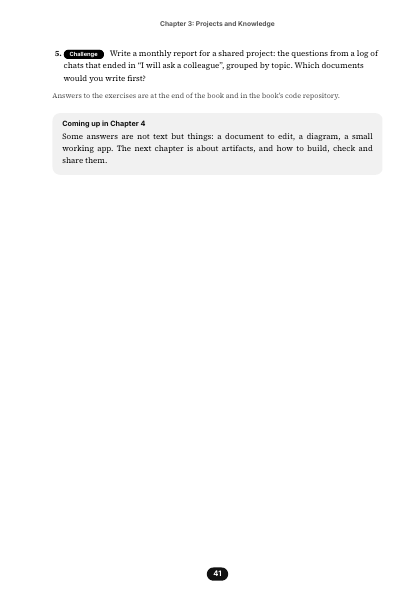 Chapter 3: Projects and Knowledge
5. Challenge Write a monthly report for a shared project: the questions from a log of
chats that ended in “I will ask a colleague”, grouped by topic. Which documents
would you write first?
Answers to the exercises are at the end of the book and in the book’s code repository.
Coming up in Chapter 4
Some answers are not text but things: a document to edit, a diagram, a small
working app. The next chapter is about artifacts, and how to build, check and
share them.
41